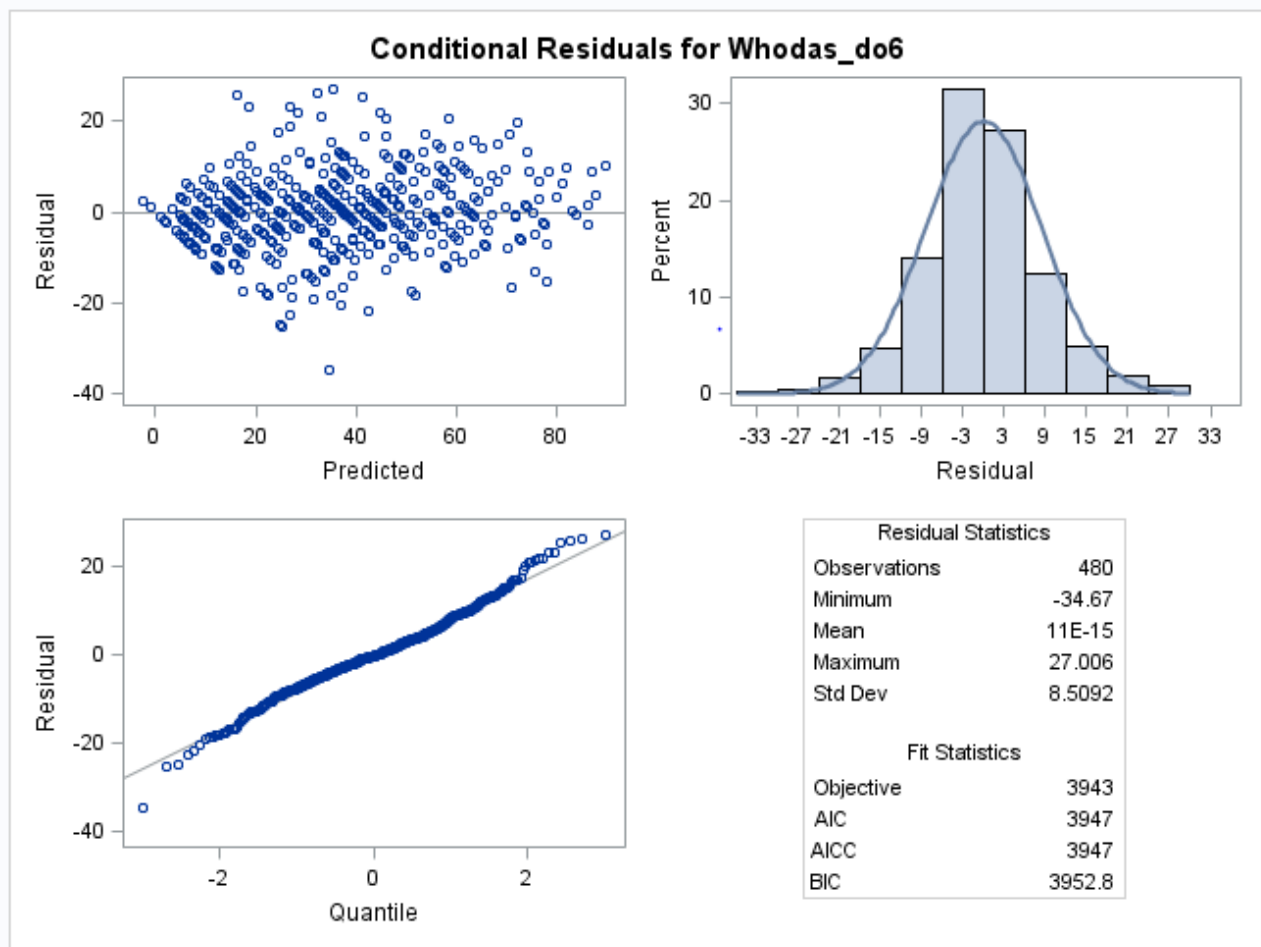 Conditional Residuals for Whodas_do6
Residual
20
0
-20
-40
0 20 40 60 80
Predicted
Percent
30
20
10
0
-33 -27 -21 -15 -9 -3 3 9 15 21 27 33
Residual
Residual
20
0
-20
-40
-2 0 2
Quantile
Residual Statistics
Observations 480
Minimum -34.67
Mean 11E-15
Maximum 27.006
Std Dev 8.5092
Fit Statistics
Objective 3943
AIC 3947
AICC 3947
BIC 3952.8